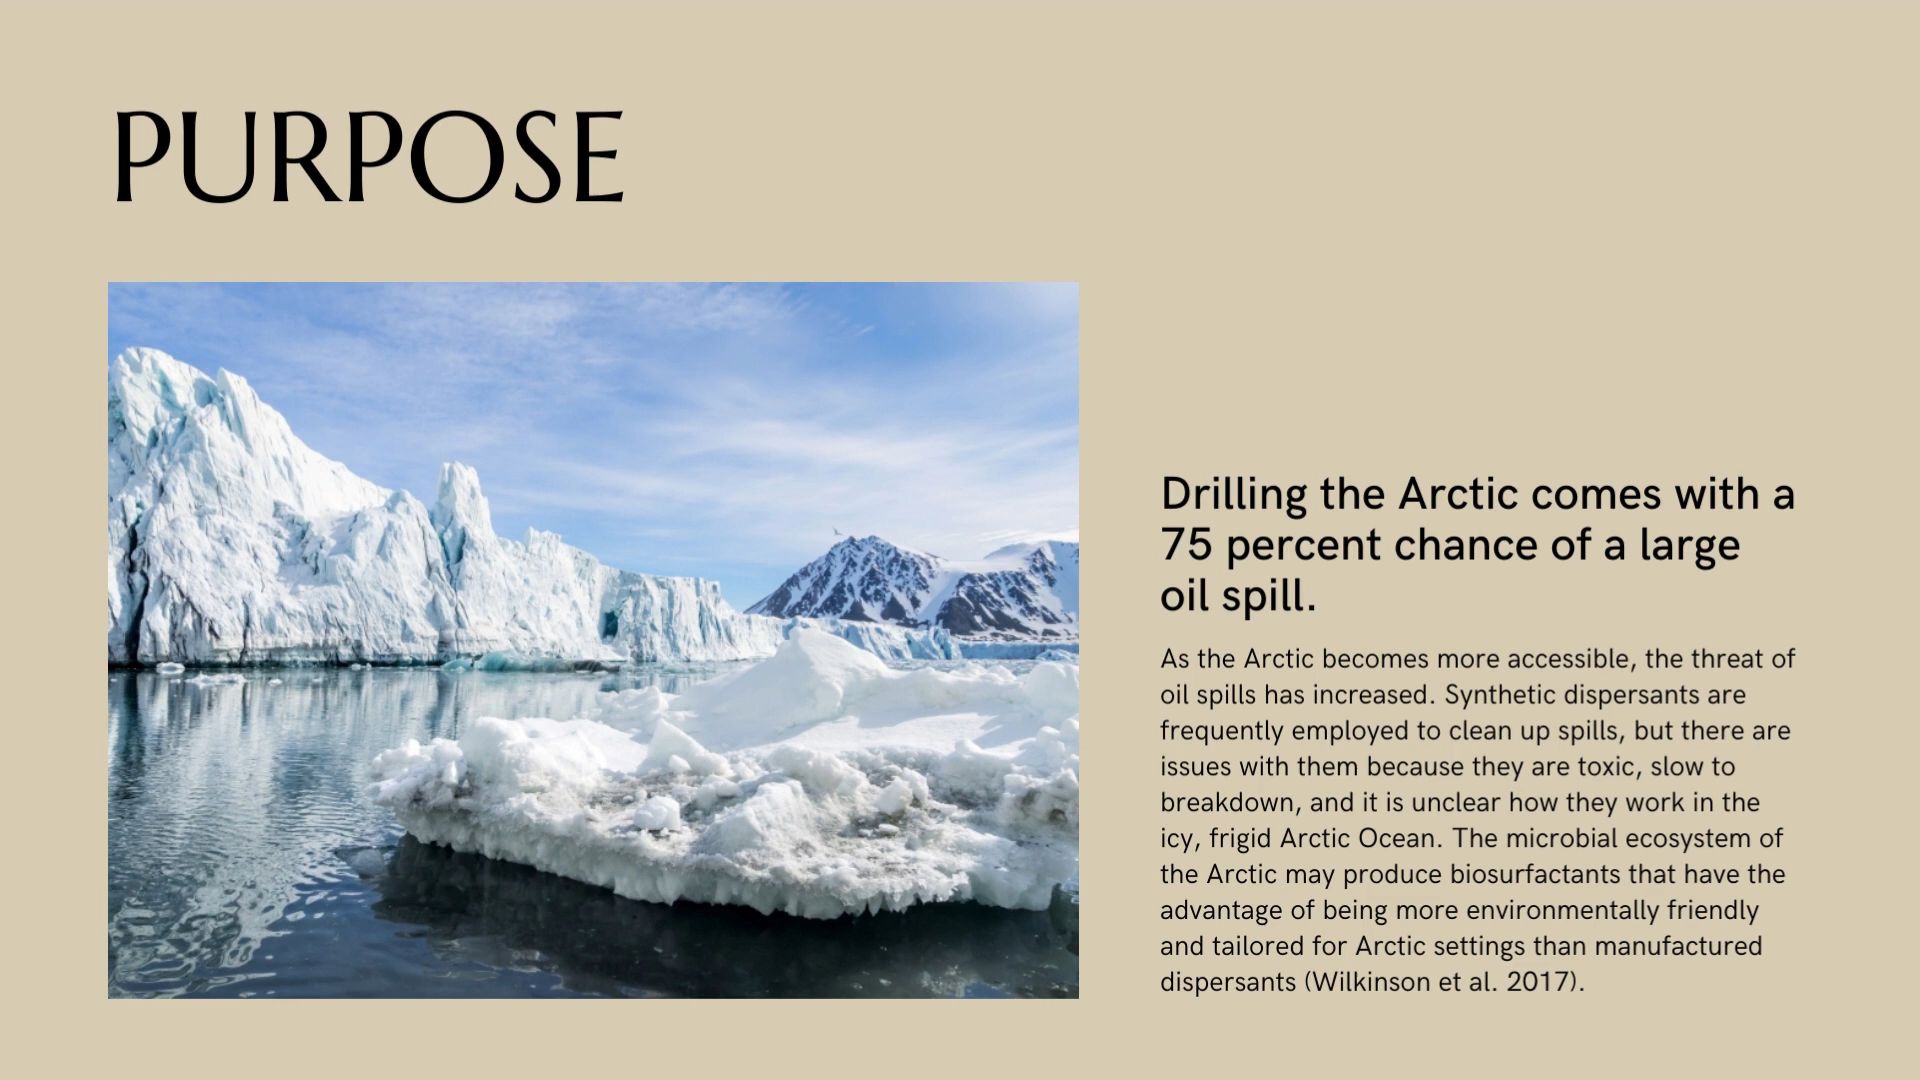 PURPOSE
Drilling the Arctic comes with a
75 percent chance of a large
oil spill.
As the Arctic becomes more accessible, the threat of
oil spills has increased. Synthetic dispersants are
frequently employed to clean up spills, but there are
issues with them because they are toxic, slow to
breakdown, and it is unclear how they work in the
icy, frigid Arctic Ocean. The microbial ecosystem of
the Arctic may produce biosurfactants that have the
advantage of being more environmentally friendly
and tailored for Arctic settings than manufactured
dispersants (Wilkinson et al. 2017).